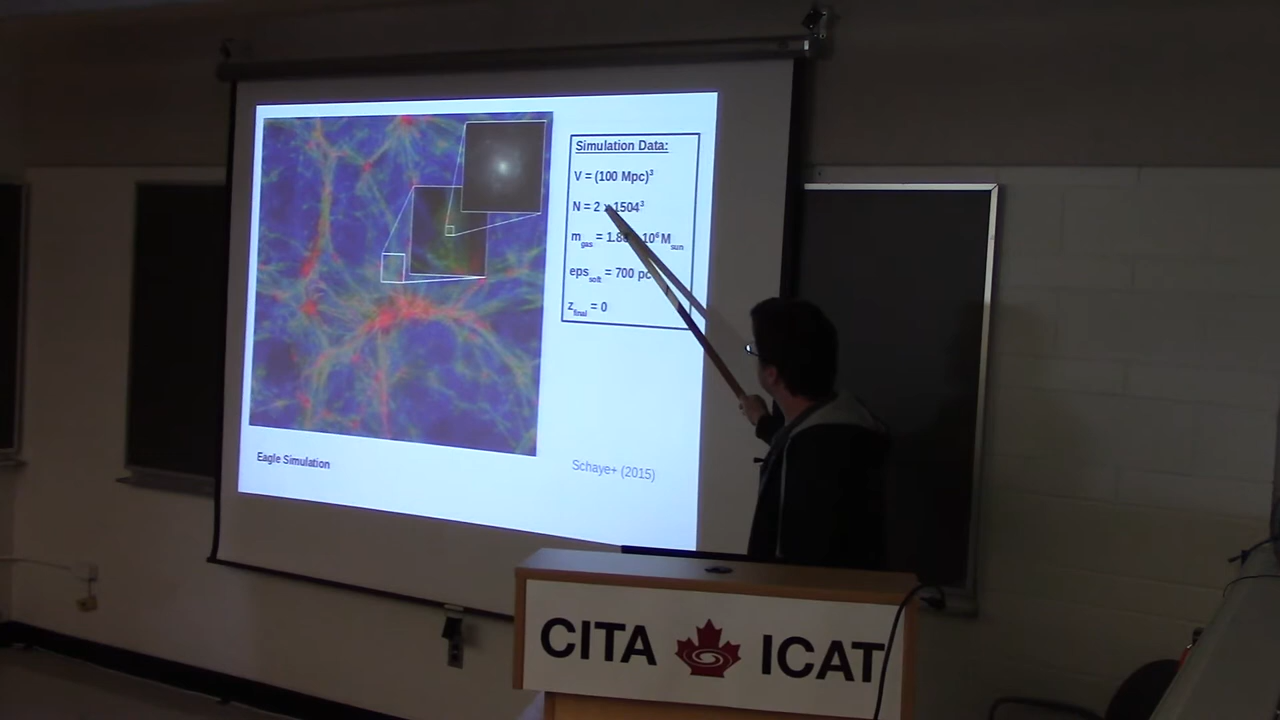 Simulation Data:
V = (100 Mpc)³
N = 2 x 1504³
m_gas = 1.8 10⁶ M_sun
eps_soft = 700 pc
z_final = 0
Eagle Simulation
Schaye+ (2015)
CITA ICAT